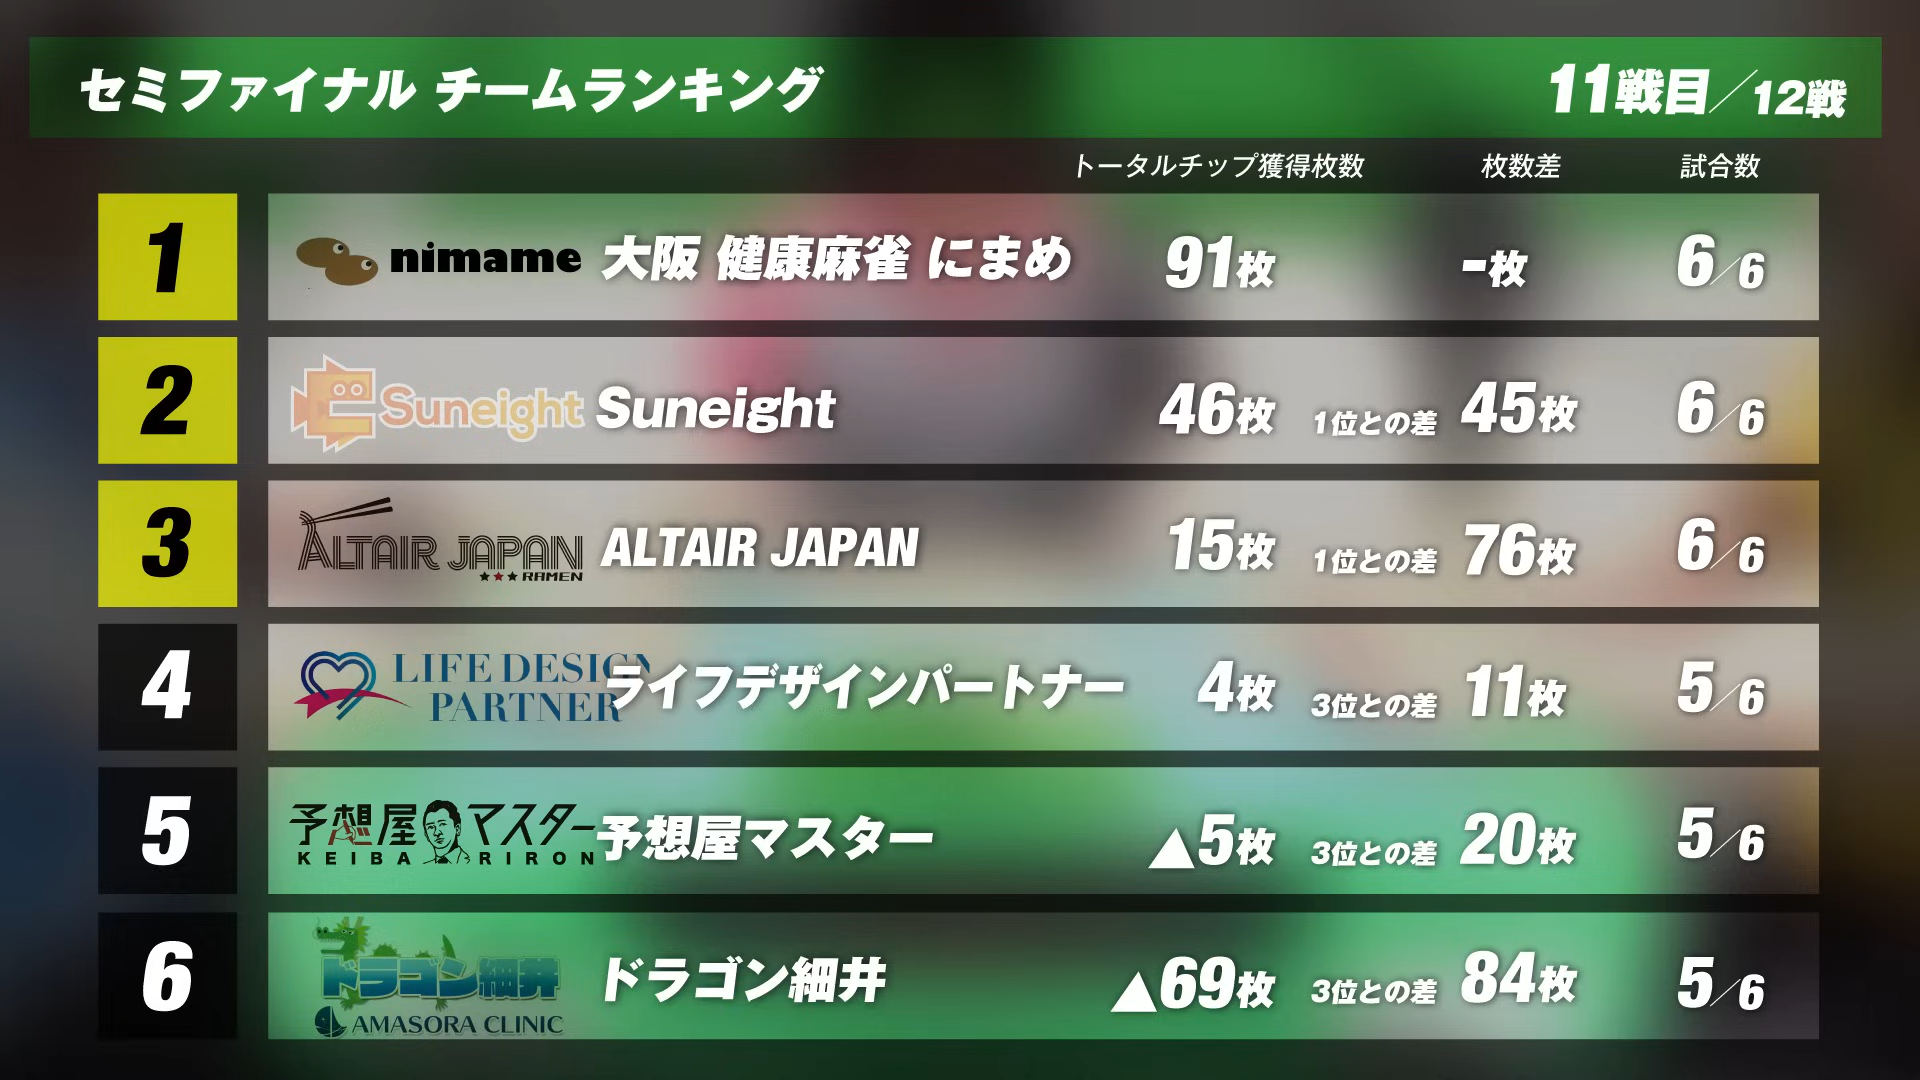 セミファイナル チームランキング
11戦目/12戦
トータルチップ獲得枚数 枚数差 試合数
1 nimame 大阪 健康麻雀 にまめ 91枚 -枚 6/6
2 Suneight Suneight 46枚 1位との差 45枚 6/6
3 ALTAIR JAPAN ★★★RAMEN ALTAIR JAPAN 15枚 1位との差 76枚 6/6
4 LIFE DESIGN PARTNER ライフデザインパートナー 4枚 3位との差 11枚 5/6
5 予想屋マスター KEIBA RIRON 予想屋マスター ▲5枚 3位との差 20枚 5/6
6 ドラゴン細井 AMASORA CLINIC ドラゴン細井 ▲69枚 3位との差 84枚 5/6